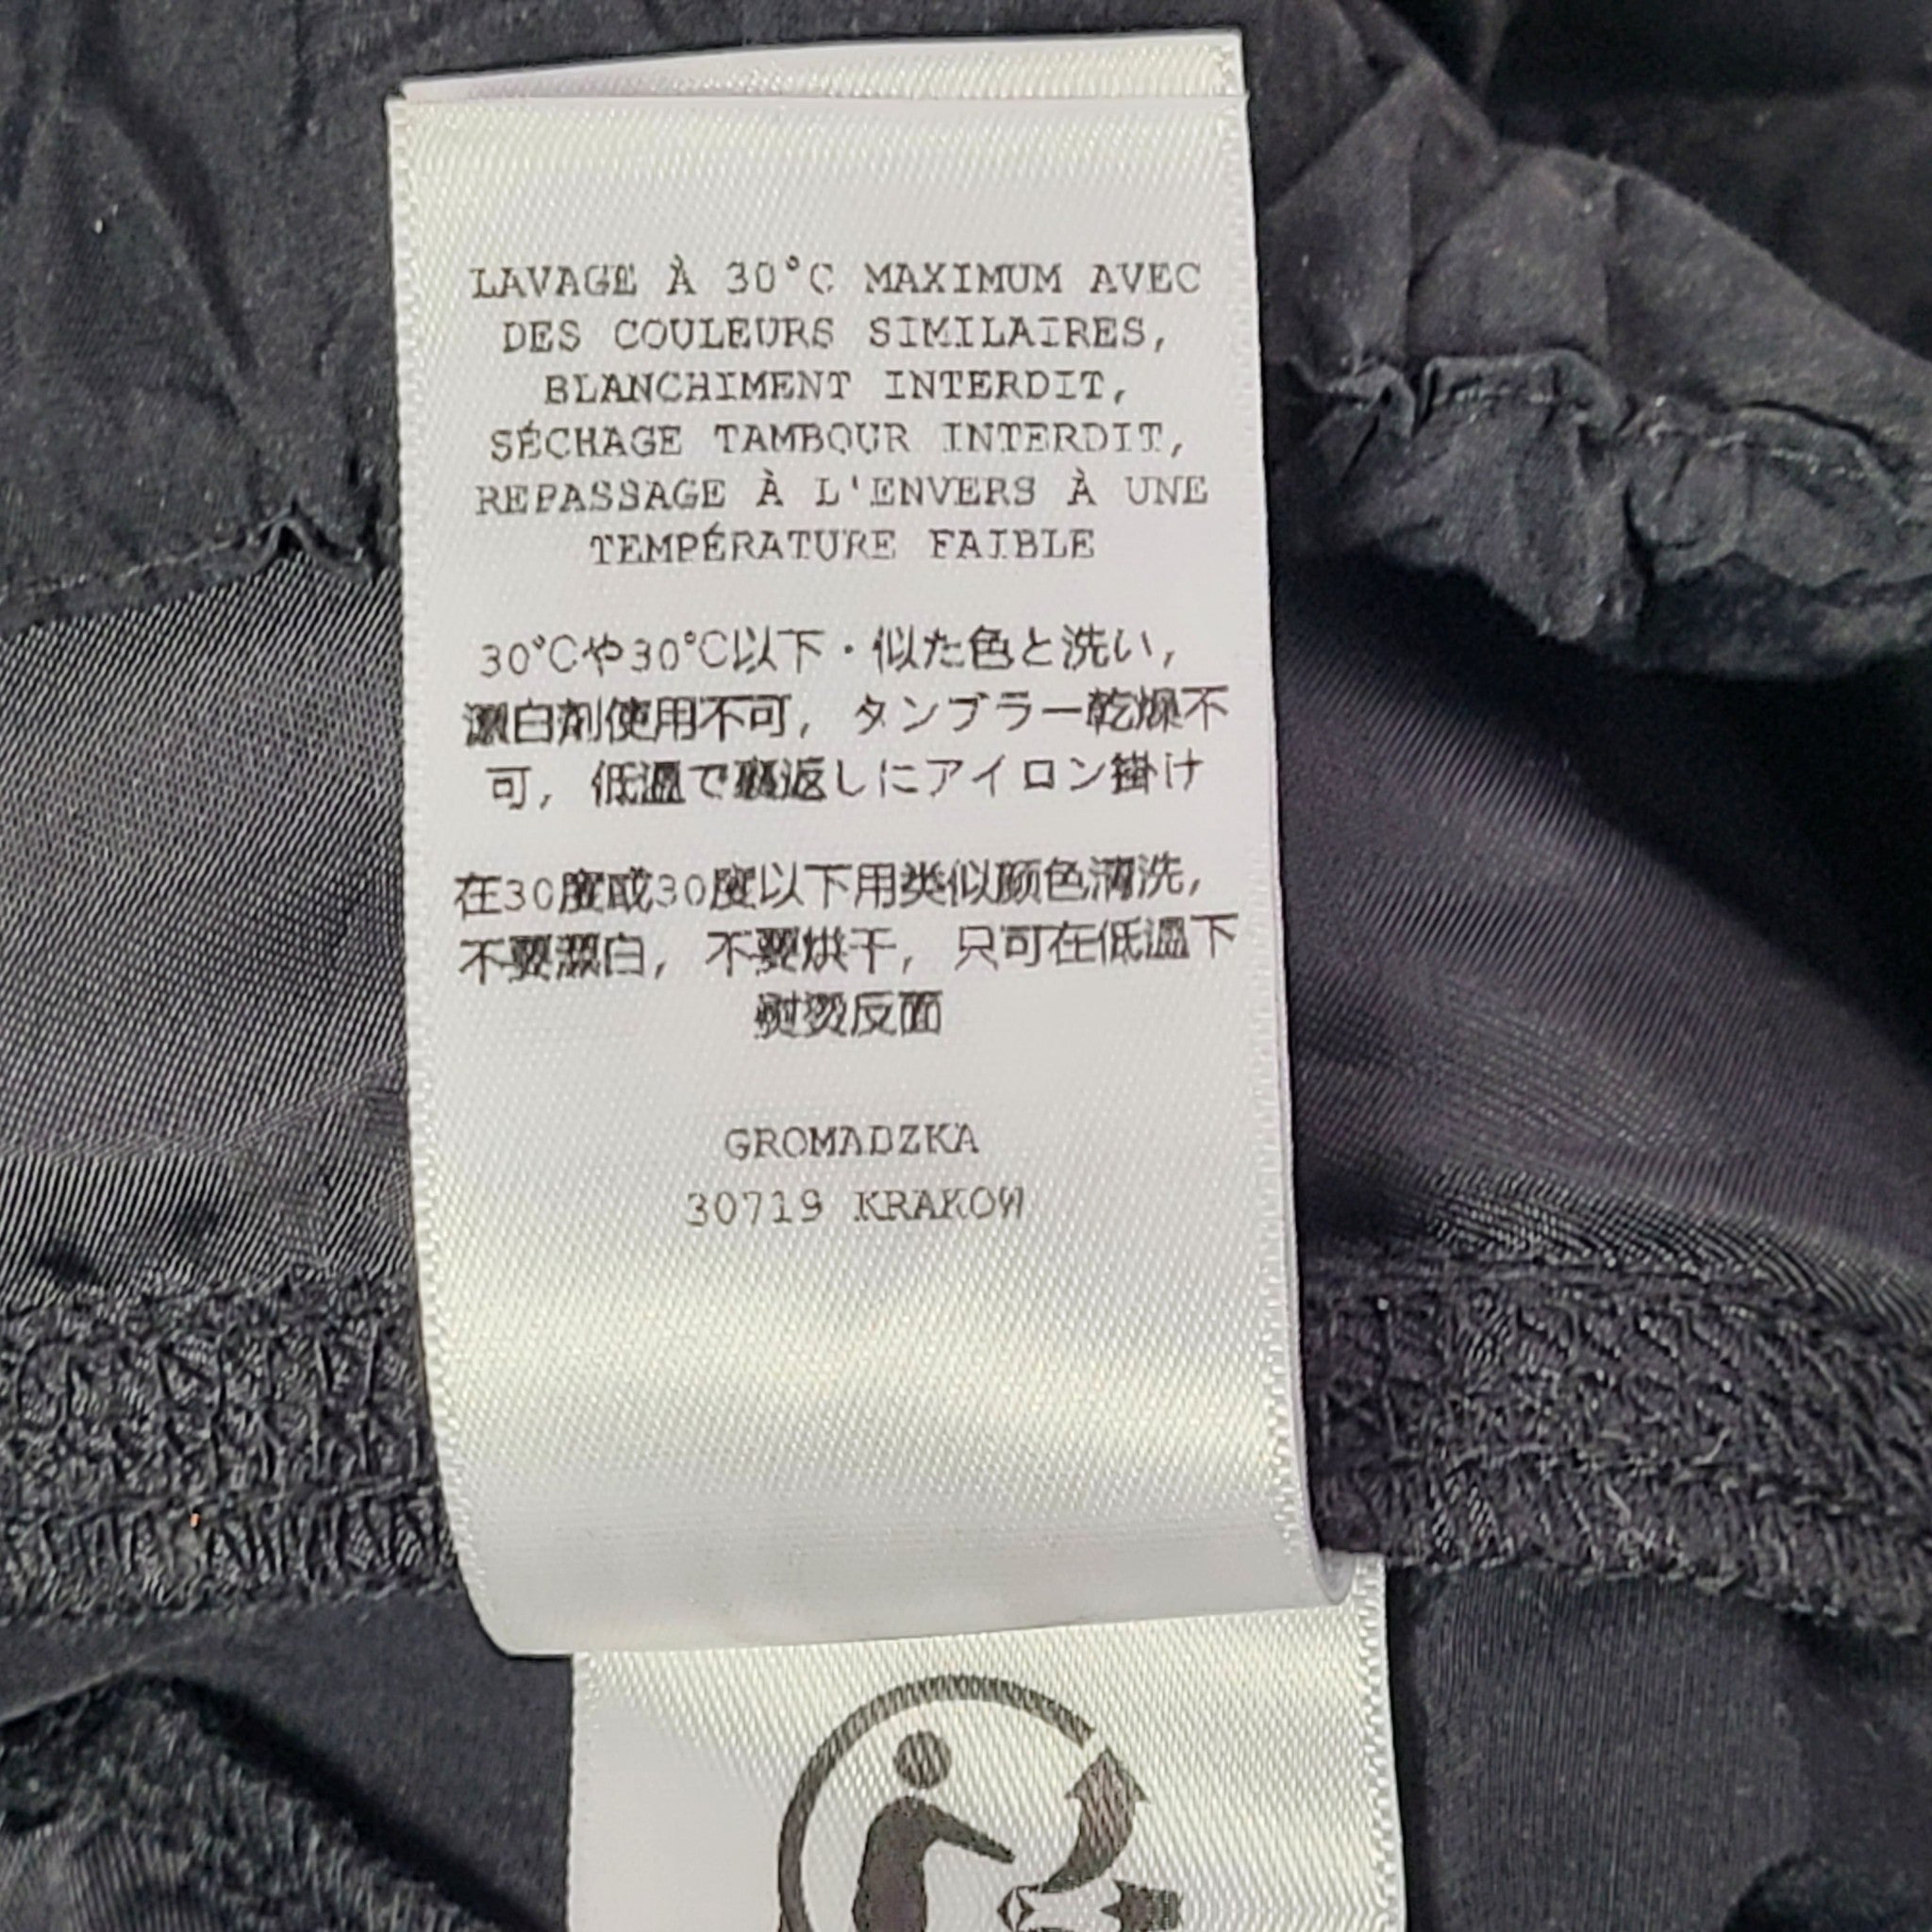 LAVAGE À 30°C MAXIMUM AVEC
DES COULEURS SIMILAIRES,
BLANCHIMENT INTERDIT,
SÉCHAGE TAMBOUR INTERDIT,
REPASSAGE À L'ENVERS À UNE
TEMPÉRATURE FAIBLE
30°Cや30°C以下・似た色と洗い,
漂白剤使用不可, タンブラー乾燥不
可, 低温で裏返しにアイロン掛け
在30度或30度以下用类似颜色清洗,
不要漂白, 不要烘干, 只可在低温下
熨烫反面
GROMADZKA
30719 KRAKOW